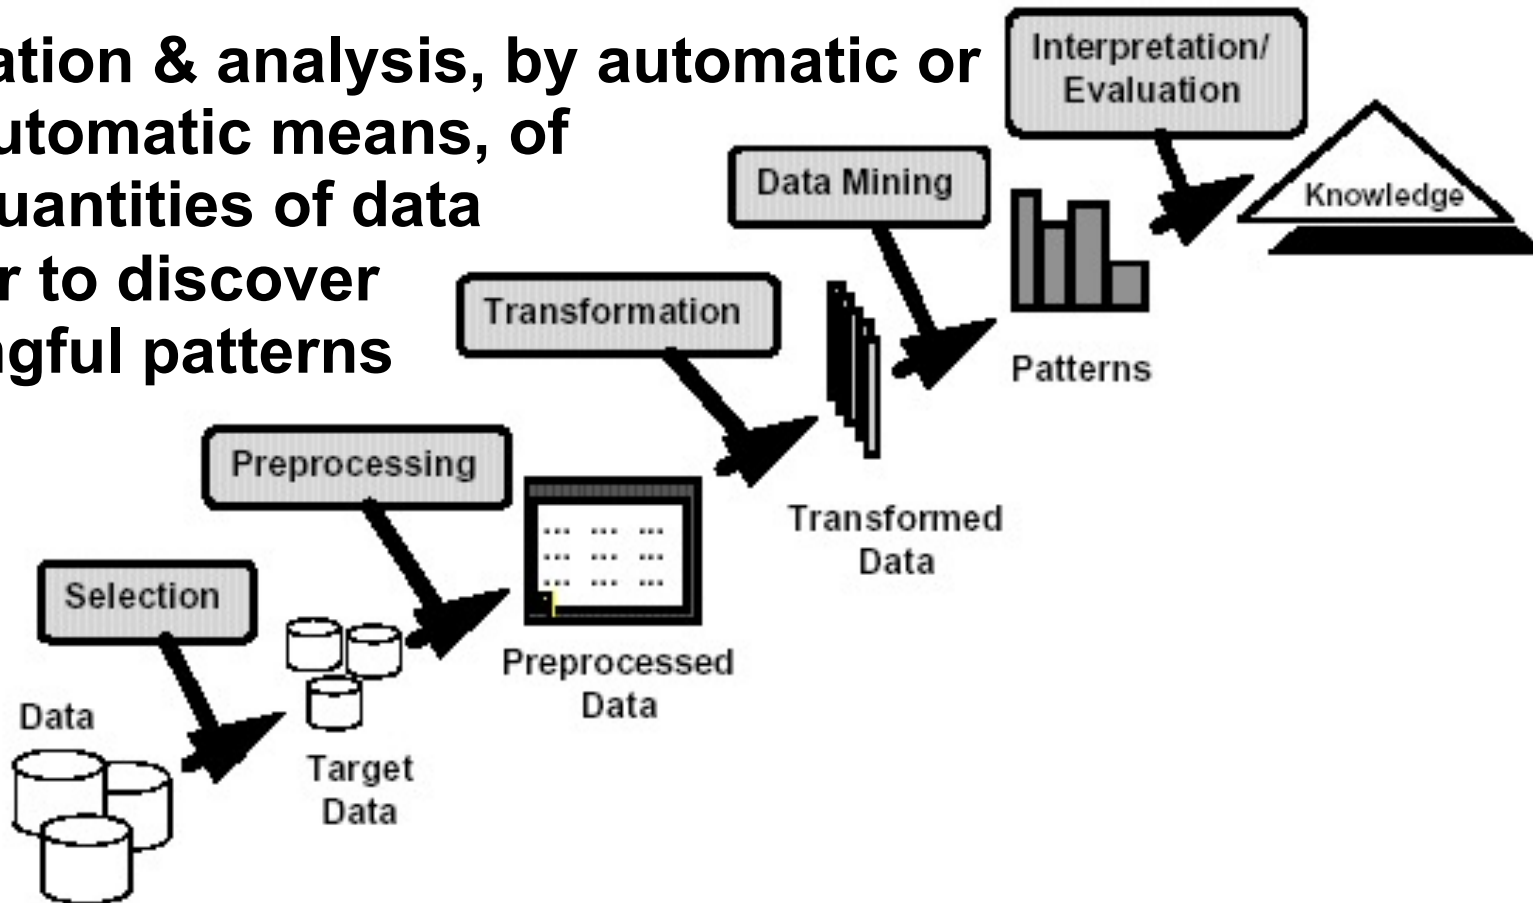 ation & analysis, by automatic or
utomatic means, of
uantities of data
r to discover
ngful patterns
Interpretation/
Evaluation
Knowledge
Data Mining
Patterns
Transformation
Transformed
Data
Preprocessing
Preprocessed
Data
Selection
Target
Data
Data